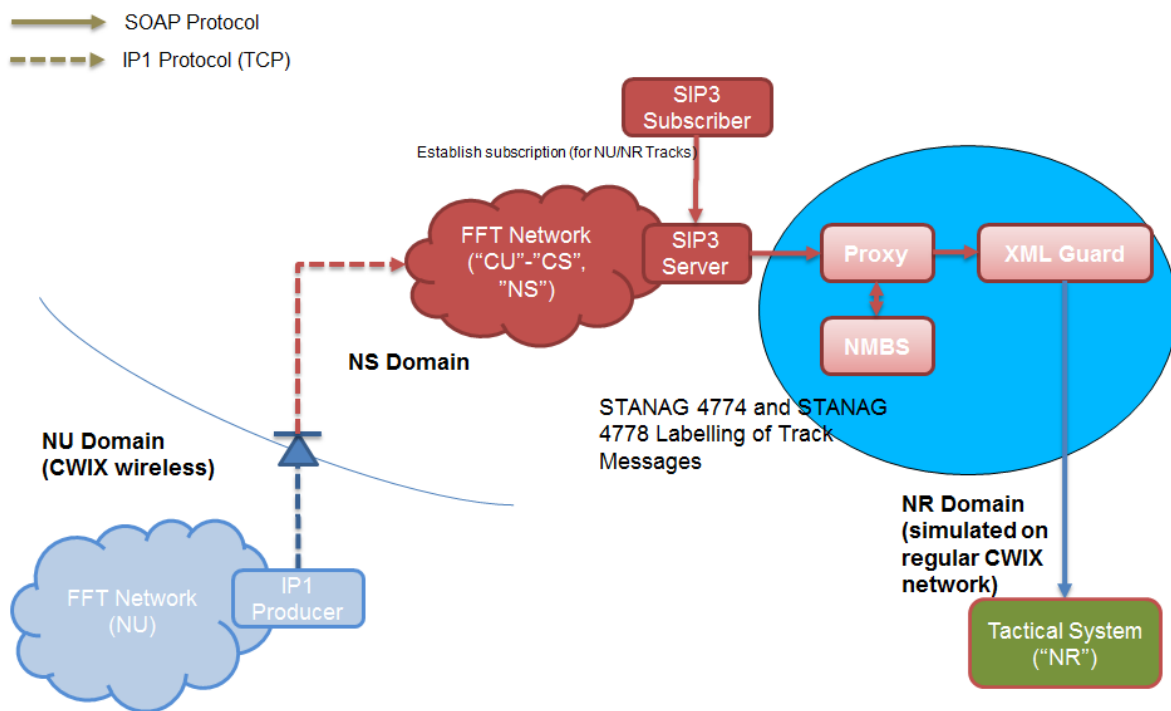 SOAP Protocol
IP1 Protocol (TCP)
SIP3
Subscriber
Establish subscription (for NU/NR Tracks)
FFT Network
(“CU”-”CS”,
”NS”)
SIP3
Server
Proxy
XML Guard
NMBS
NS Domain
STANAG 4774 and STANAG
4778 Labelling of Track
Messages
NU Domain
(CWIX wireless)
NR Domain
(simulated on
regular CWIX
network)
FFT Network
(NU)
IP1
Producer
Tactical System
(“NR”)